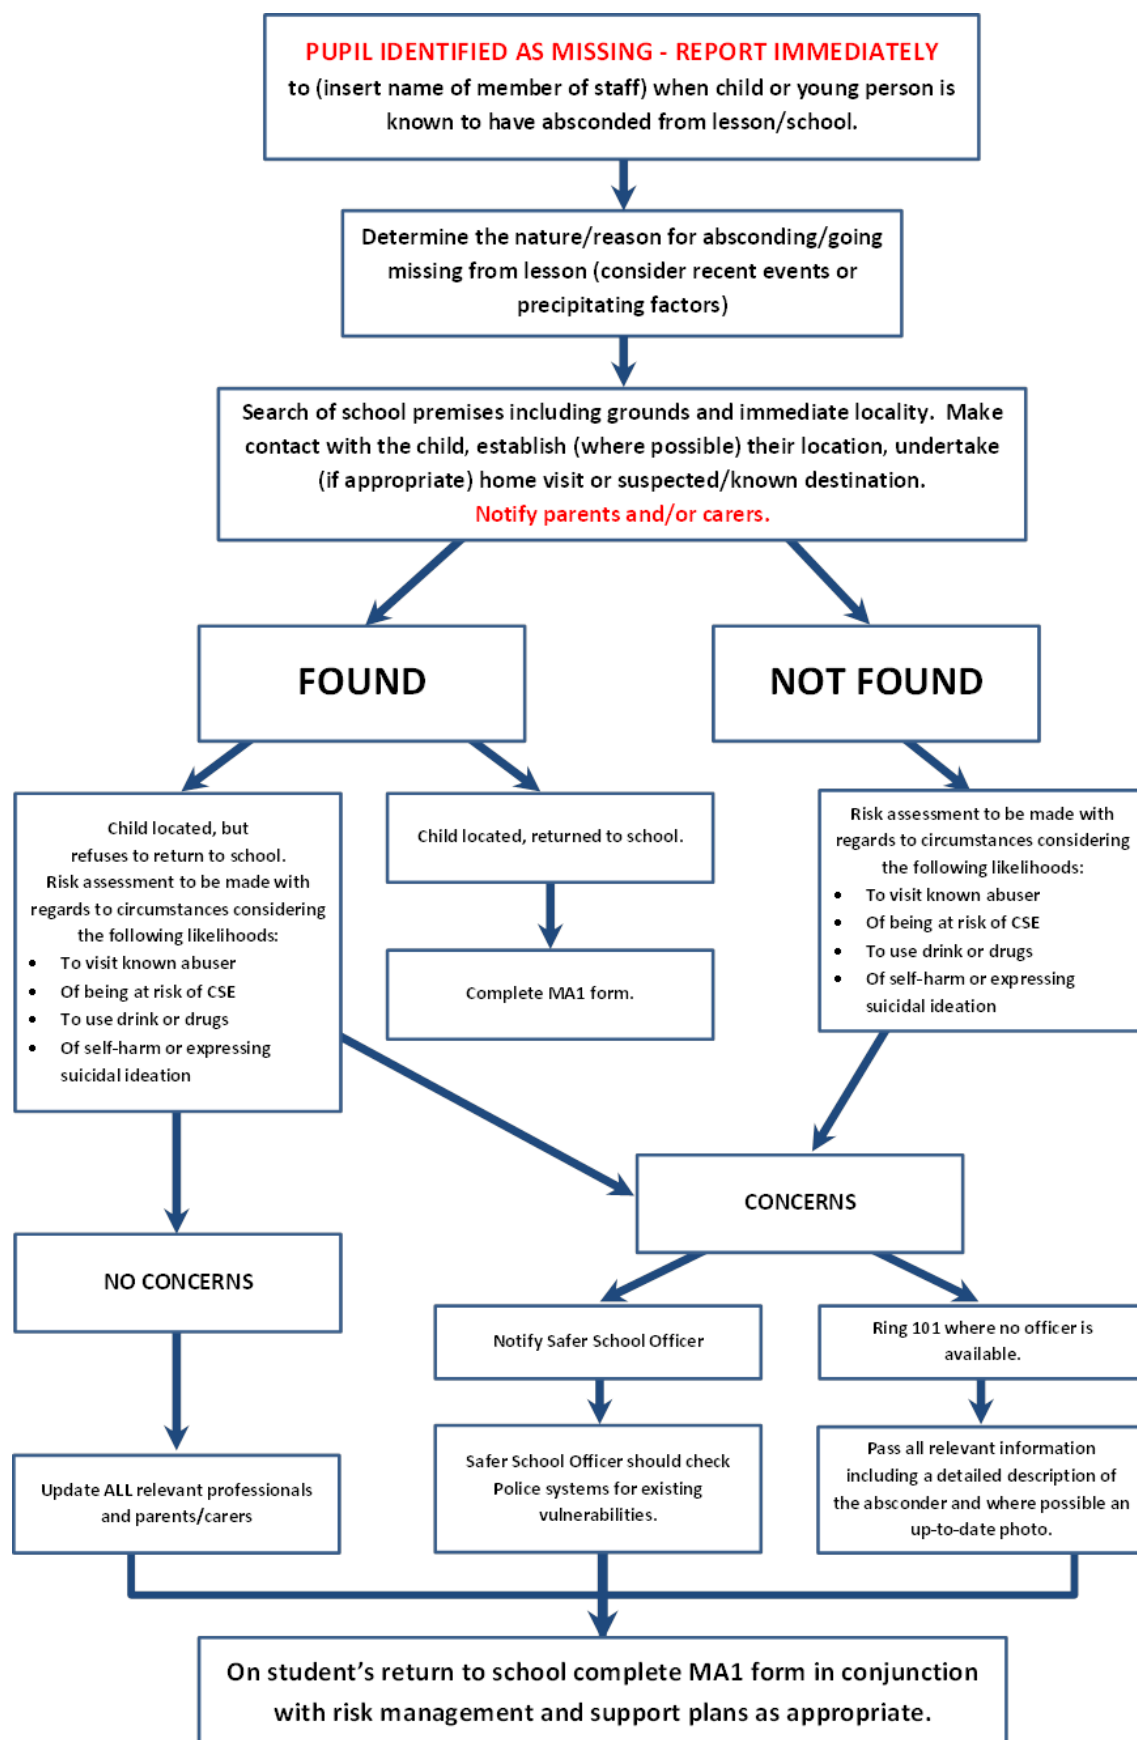 PUPIL IDENTIFIED AS MISSING - REPORT IMMEDIATELY
to (insert name of member of staff) when child or young person is
known to have absconded from lesson/school.
Determine the nature/reason for absconding/going
missing from lesson (consider recent events or
precipitating factors)
Search of school premises including grounds and immediate locality.  Make
contact with the child, establish (where possible) their location, undertake
(if appropriate) home visit or suspected/known destination.
Notify parents and/or carers.
FOUND
NOT FOUND
Child located, but
refuses to return to school.
Risk assessment to be made with
regards to circumstances considering
the following likelihoods:
• To visit known abuser
• Of being at risk of CSE
• To use drink or drugs
• Of self-harm or expressing
suicidal ideation
Child located, returned to school.
Complete MA1 form.
Risk assessment to be made with
regards to circumstances considering
the following likelihoods:
• To visit known abuser
• Of being at risk of CSE
• To use drink or drugs
• Of self-harm or expressing
suicidal ideation
CONCERNS
NO CONCERNS
Notify Safer School Officer
Ring 101 where no officer is
available.
Update ALL relevant professionals
and parents/carers
Safer School Officer should check
Police systems for existing
vulnerabilities.
Pass all relevant information
including a detailed description of
the absconder and where possible an
up-to-date photo.
On student’s return to school complete MA1 form in conjunction
with risk management and support plans as appropriate.